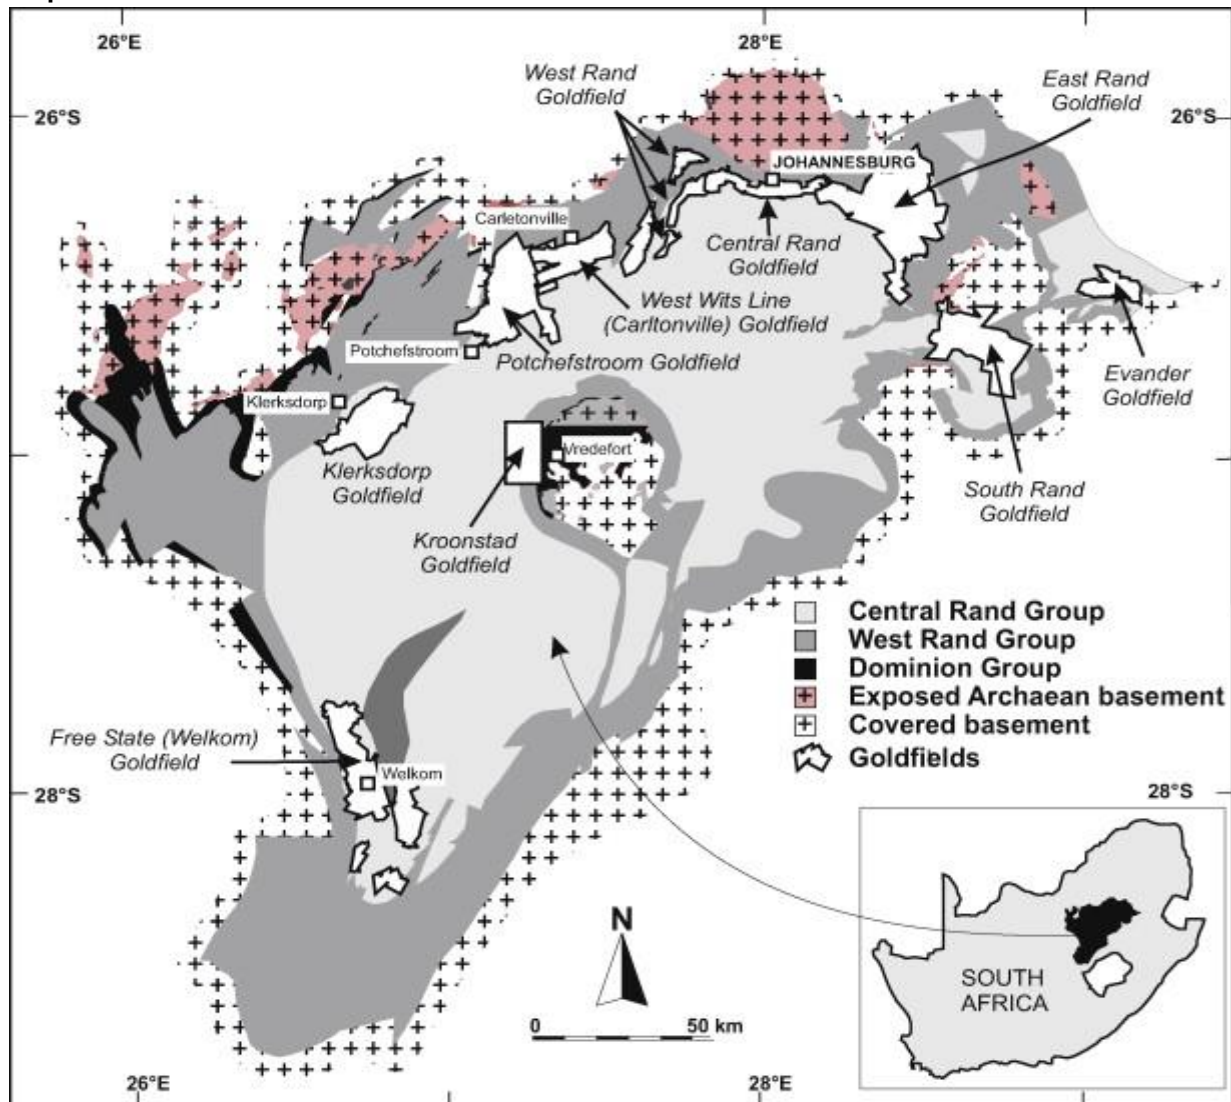 26°E
28°E
West Rand
Goldfield
East Rand
Goldfield
26°S
26°S
JOHANNESBURG
Carletonville
Central Rand
Goldfield
West Wits Line
(Carltonville) Goldfield
Potchefstroom
Potchefstroom Goldfield
Evander
Goldfield
Klerksdorp
Klerksdorp
Goldfield
Vredefort
South Rand
Goldfield
Kroonstad
Goldfield
Central Rand Group
West Rand Group
Dominion Group
Exposed Archaean basement
Covered basement
Goldfields
Free State (Welkom)
Goldfield
Welkom
28°S
28°S
N
0 50 km
SOUTH
AFRICA
26°E
28°E